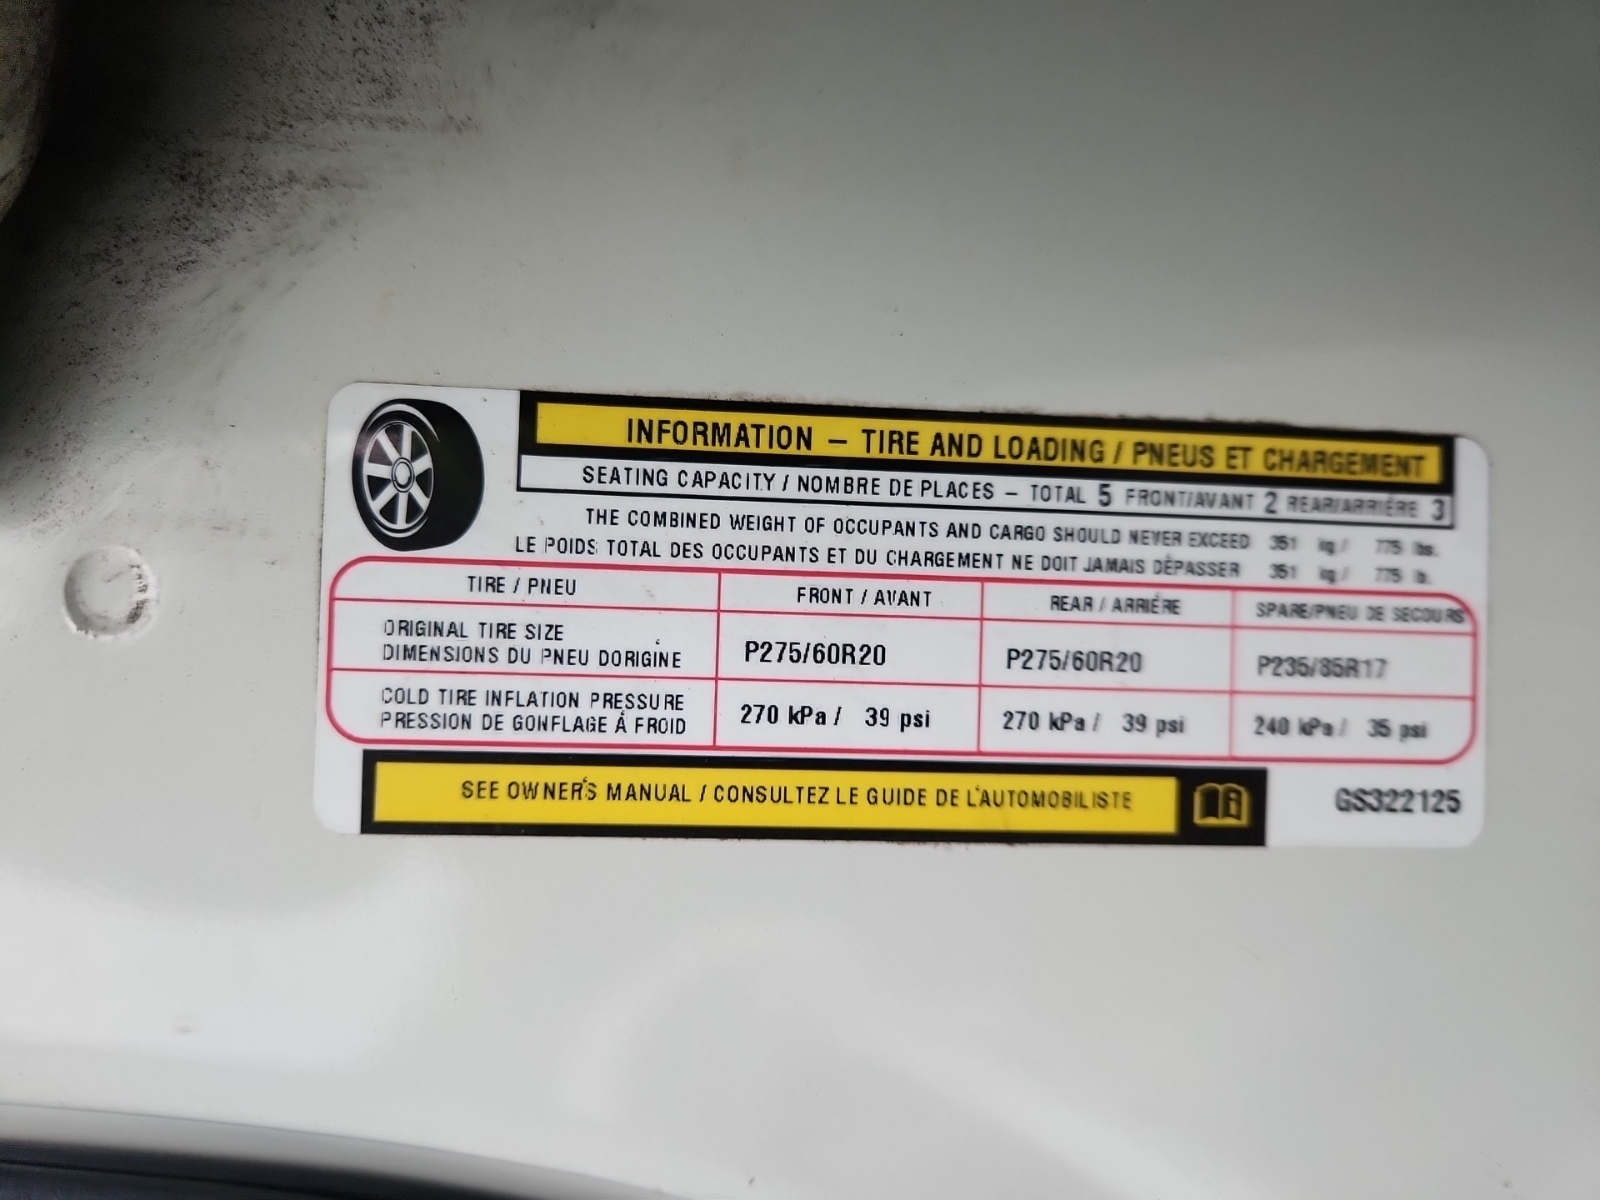 INFORMATION – TIRE AND LOADING / PNEUS ET CHARGEMENT
SEATING CAPACITY / NOMBRE DE PLACES – TOTAL 5 FRONT/AVANT 2 REAR/ARRIÉRE 3
THE COMBINED WEIGHT OF OCCUPANTS AND CARGO SHOULD NEVER EXCEED 351 kg / 775 lbs.
LE POIDS TOTAL DES OCCUPANTS ET DU CHARGEMENT NE DOIT JAMAIS DÉPASSER 351 kg / 775 lb.
TIRE / PNEU FRONT / AVANT REAR / ARRIÉRE SPARE/PNEU DE SECOURS
ORIGINAL TIRE SIZE
DIMENSIONS DU PNEU D'ORIGINE P275/60R20 P275/60R20 P235/85R17
COLD TIRE INFLATION PRESSURE
PRESSION DE GONFLAGE Á FROID 270 kPa / 39 psi 270 kPa / 39 psi 240 kPa / 35 psi
SEE OWNER'S MANUAL / CONSULTEZ LE GUIDE DE L'AUTOMOBILISTE
GS322125